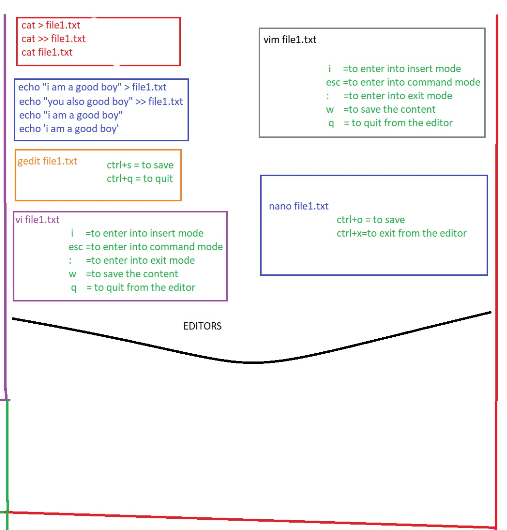 cat > file1.txt
cat >> file1.txt
cat file1.txt
echo "i am a good boy" > file1.txt
echo "you also good boy" >> file1.txt
echo "i am a good boy"
echo 'i am a good boy'
gedit file1.txt
ctrl+s = to save
ctrl+q = to quit
vi file1.txt
i =to enter into insert mode
esc =to enter into command mode
: =to enter into exit mode
w =to save the content
q = to quit from the editor
vim file1.txt
i =to enter into insert mode
esc =to enter into command mode
: =to enter into exit mode
w =to save the content
q = to quit from the editor
nano file1.txt
ctrl+o = to save
ctrl+x=to exit from the editor
EDITORS